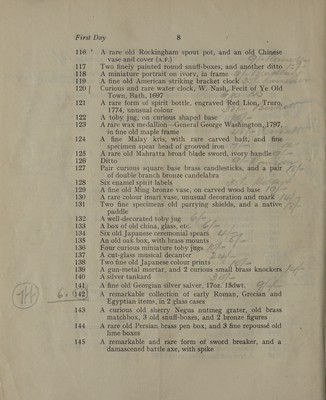 First Day 8
116 * A rare old Rockingham spout pot, and an old Chinese
vase and cover (A.F.)
117 Two finely painted round snuff-boxes, and another ditto
118 A miniature portrait on ivory, in frame
119 A fine old American striking bracket clock
120 ( Curious and rare water clock, W. Nash, Fecit of Ye Old
Town, Bath, 1697
121 A rare form of spirit bottle, engraved Red Lion, Truro,
1774, unusual colour
122 A toby jug, on curious shaped base
123 A rare wax medallion—General George Washington, 1797,
in fine old maple frame
124 A fine Malay kris, with rare carved haft, and fine
specimen spear head of grooved iron
125 A rare old Mahratta broad blade sword, ivory handle
126 Ditto
127 Pair curious square base brass candlesticks, and a pair
of double branch bronze candelabra
128 Six enamel spirit labels
129 A fine old Ming bronze vase, on carved wood base
130 A rare colour imari vase, unusual decoration and mark
131 Two fine specimens old parrying shields, and a native
paddle
132 A well-decorated toby jug
133 A box of old china, glass, etc.
134 Six old Japanese ceremonial spears
135 An old oak box, with brass mounts
136 Four curious miniature toby jugs
137 A cut-glass musical decanter
138 Two fine old Japanese colour prints
139 A gun-metal mortar, and 2 curious small brass knockers
140 A silver tankard
141 A fine old Georgian silver salver, 17oz. 18dwt.
142 A remarkable collection of early Roman, Grecian and
Egyptian items, in 2 glass cases
143 A curious old sherry Negus nutmeg grater, old brass
matchbox, 3 old snuff-boxes, and 2 bronze figures
144 A rare old Persian brass pen box, and 3 fine repoussé old
lime boxes
145 A remarkable and rare form of sword breaker, and a
damascened battle axe, with spike